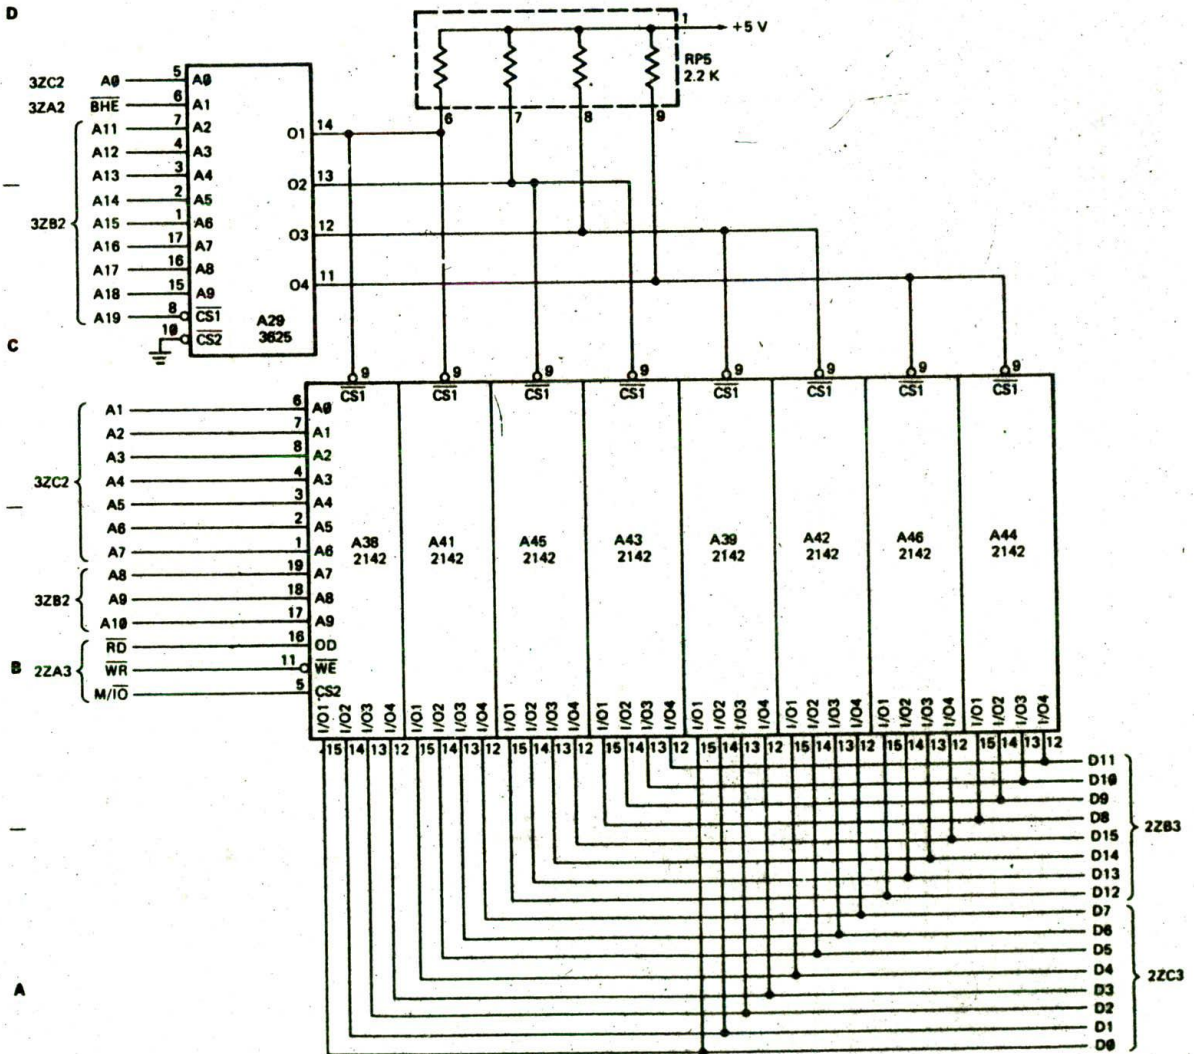 D
1
+5 V
RP5
2.2 K
6 7 8 9
3ZC2 A0 5 A0
3ZA2 BHE 6 A1
A11 7 A2
A12 4 A3
A13 3 A4
A14 2 A5
3ZB2 A15 1 A6
A16 17 A7
A17 16 A8
A18 15 A9
A19 8 CS1
10 CS2
O1 14
O2 13
O3 12
O4 11
A29
3625
C
9 9 9 9 9 9 9 9
CS1 CS1 CS1 CS1 CS1 CS1 CS1 CS1
A1 6 A0
A2 7 A1
A3 8 A2
3ZC2 A4 4 A3
A5 3 A4
A6 2 A5
A7 1 A6
A8 19 A7
3ZB2 A9 18 A8
A10 17 A9
RD 16 OD
B 2ZA3 WR 11 WE
M/IO 5 CS2
A38 A41 A45 A43 A39 A42 A46 A44
2142 2142 2142 2142 2142 2142 2142 2142
I/O1 I/O2 I/O3 I/O4 I/O1 I/O2 I/O3 I/O4 I/O1 I/O2 I/O3 I/O4 I/O1 I/O2 I/O3 I/O4 I/O1 I/O2 I/O3 I/O4 I/O1 I/O2 I/O3 I/O4 I/O1 I/O2 I/O3 I/O4 I/O1 I/O2 I/O3 I/O4
15 14 13 12 15 14 13 12 15 14 13 12 15 14 13 12 15 14 13 12 15 14 13 12 15 14 13 12 15 14 13 12
D11
D10
D9
D8
2ZB3
D15
D14
D13
D12
D7
D6
D5
D4
2ZC3
D3
D2
D1
D0
A